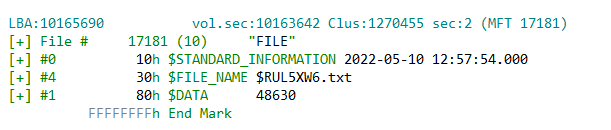 LBA:10165690 vol.sec:10163642 Clus:1270455 sec:2 (MFT 17181)
[+] File # 17181 (10) "FILE"
[+] #0 10h $STANDARD_INFORMATION 2022-05-10 12:57:54.000
[+] #4 30h $FILE_NAME $RUL5XW6.txt
[+] #1 80h $DATA 48630
FFFFFFFFh End Mark